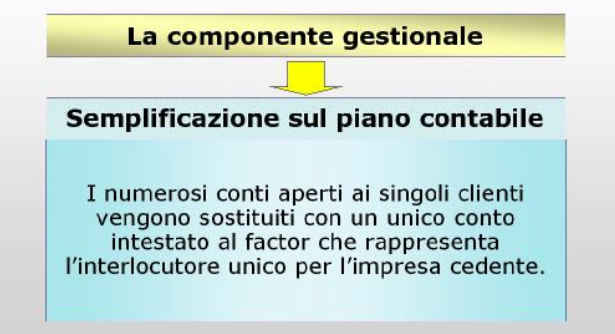 La componente gestionale
Semplificazione sul piano contabile
I numerosi conti aperti ai singoli clienti
vengono sostituiti con un unico conto
intestato al factor che rappresenta
l'interlocutore unico per l'impresa cedente.